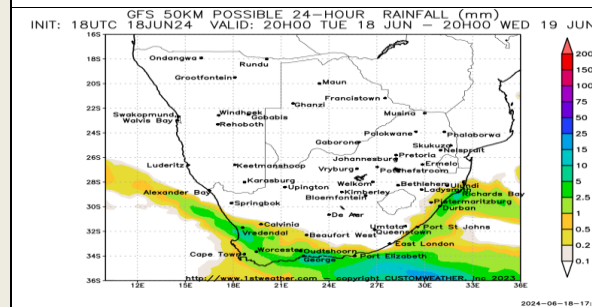 GFS 50KM POSSIBLE 24-HOUR RAINFALL (mm)
INIT: 18UTC 18JUN24 VALID: 20H00 TUE 18 JUN - 20H00 WED 19 JUN
16S
18S
20S
22S
24S
26S
28S
30S
32S
34S
36S
12E 15E 18E 21E 24E 27E 30E 33E 36E
Ondangwa
Rundu
Grootfontein
Maun
Francistown
Ghanzi
Windhoek
Gobabis
Swakopmund
Walvis Bay
Rehoboth
Musina
Polokwane
Phalaborwa
Gaborone
Skukuza
Nelspruit
Pretoria
Johannesburg
Ermelo
Luderitz
Keetmanshoop
Vryburg
Potchefstroom
Karasburg
Upington
Welkom
Bethlehem
Ulundi
Alexander Bay
Kimberley
Ladysmith
Richards Bay
Bloemfontein
Pietermaritzburg
Springbok
Durban
De Aar
Calvinia
Umtata
Port St Johns
Vredendal
Beaufort West
Queenstown
East London
Worcester
Oudtshoorn
Cape Town
George
Port Elizabeth
http://www.1stweather.com - copyright CUSTOMWEATHER, Inc 2023
200
150
100
75
50
25
15
10
5
2.5
1
0.5
0.2
0.1